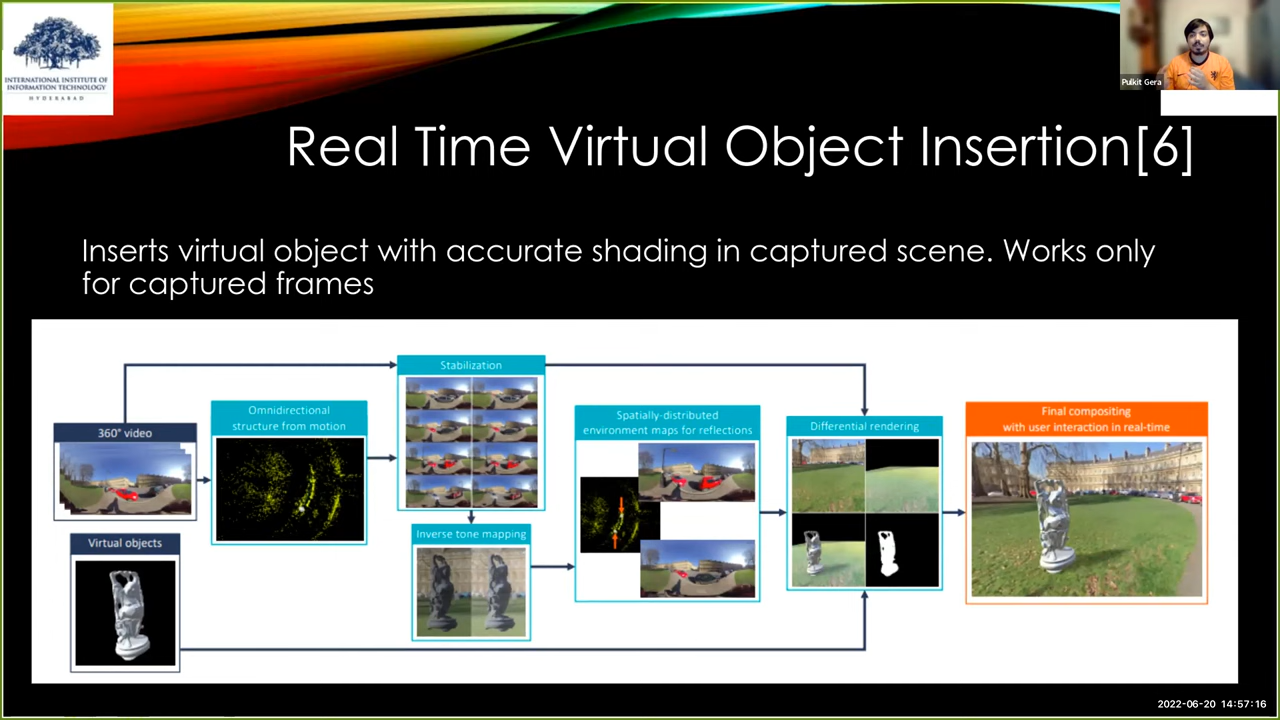 INTERNATIONAL INSTITUTE OF
INFORMATION TECHNOLOGY
HYDERABAD
Pulkit Gera
Real Time Virtual Object Insertion[6]
Inserts virtual object with accurate shading in captured scene. Works only
for captured frames
360° video
Virtual objects
Omnidirectional
structure from motion
Stabilization
Inverse tone mapping
Spatially-distributed
environment maps for reflections
Differential rendering
Final compositing
with user interaction in real-time
2022-06-20 14:57:16